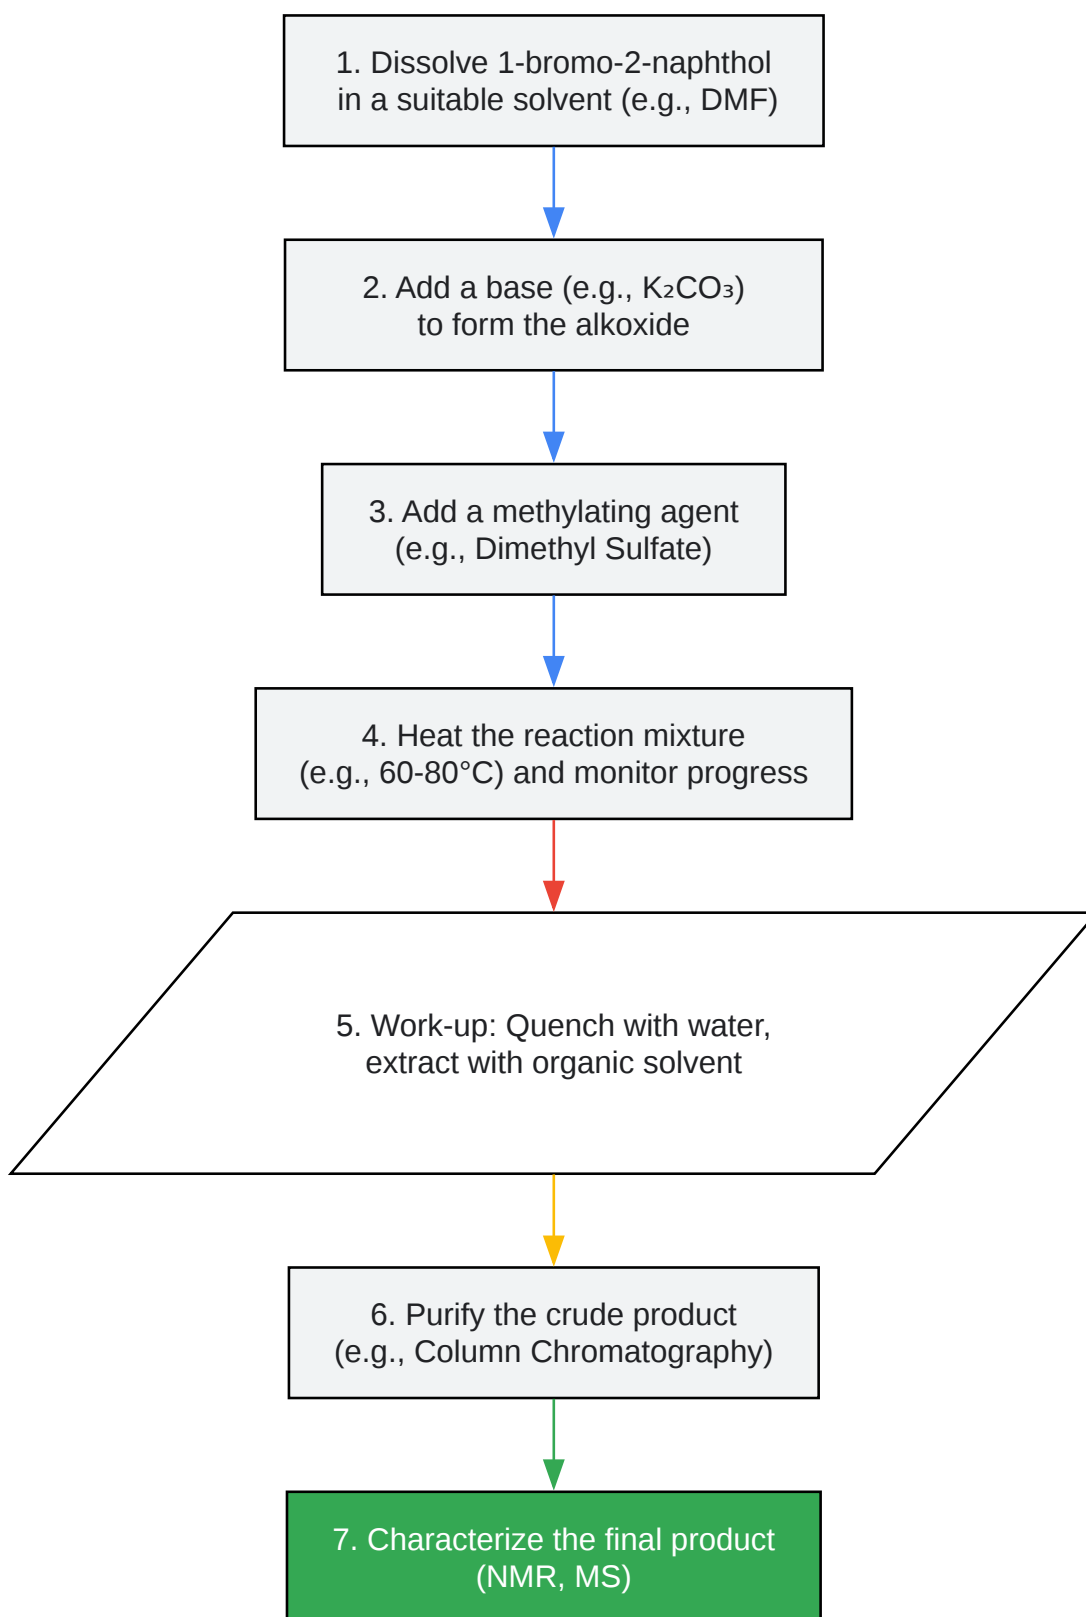 1. Dissolve 1-bromo-2-naphthol
in a suitable solvent (e.g., DMF)
2. Add a base (e.g., K₂CO₃)
to form the alkoxide
3. Add a methylating agent
(e.g., Dimethyl Sulfate)
4. Heat the reaction mixture
(e.g., 60-80°C) and monitor progress
5. Work-up: Quench with water,
extract with organic solvent
6. Purify the crude product
(e.g., Column Chromatography)
7. Characterize the final product
(NMR, MS)